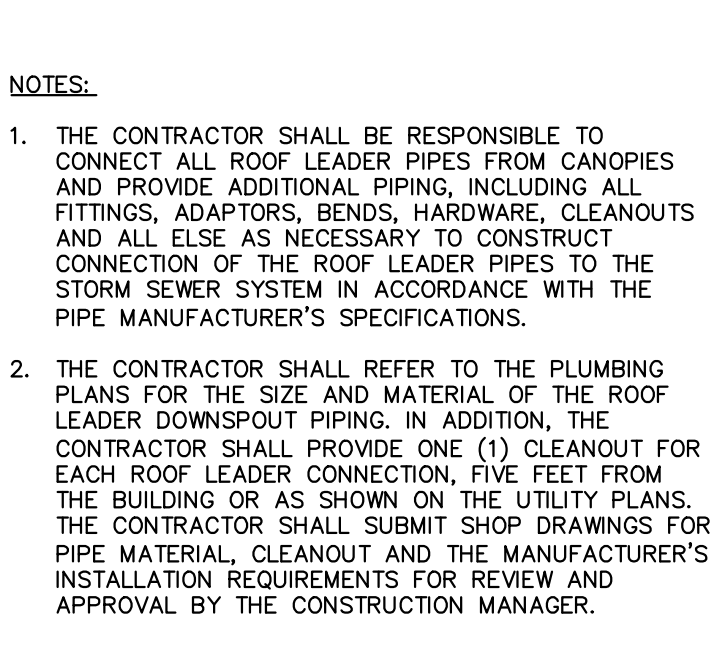 NOTES:
1. THE CONTRACTOR SHALL BE RESPONSIBLE TO
CONNECT ALL ROOF LEADER PIPES FROM CANOPIES
AND PROVIDE ADDITIONAL PIPING, INCLUDING ALL
FITTINGS, ADAPTORS, BENDS, HARDWARE, CLEANOUTS
AND ALL ELSE AS NECESSARY TO CONSTRUCT
CONNECTION OF THE ROOF LEADER PIPES TO THE
STORM SEWER SYSTEM IN ACCORDANCE WITH THE
PIPE MANUFACTURER'S SPECIFICATIONS.
2. THE CONTRACTOR SHALL REFER TO THE PLUMBING
PLANS FOR THE SIZE AND MATERIAL OF THE ROOF
LEADER DOWNSPOUT PIPING. IN ADDITION, THE
CONTRACTOR SHALL PROVIDE ONE (1) CLEANOUT FOR
EACH ROOF LEADER CONNECTION, FIVE FEET FROM
THE BUILDING OR AS SHOWN ON THE UTILITY PLANS.
THE CONTRACTOR SHALL SUBMIT SHOP DRAWINGS FOR
PIPE MATERIAL, CLEANOUT AND THE MANUFACTURER'S
INSTALLATION REQUIREMENTS FOR REVIEW AND
APPROVAL BY THE CONSTRUCTION MANAGER.